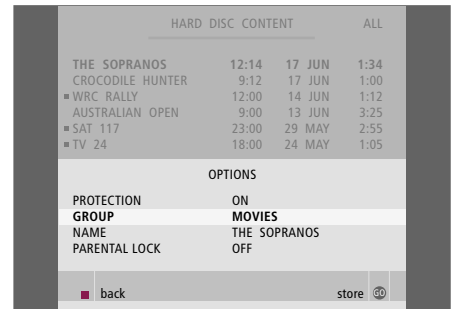 HARD DISC CONTENT ALL
THE SOPRANOS 12:14 17 JUN 1:34
CROCODILE HUNTER 9:12 17 JUN 1:00
WRC RALLY 12:00 14 JUN 1:12
AUSTRALIAN OPEN 9:00 13 JUN 3:25
SAT 117 23:00 29 MAY 2:55
TV 24 18:00 24 MAY 1:05
OPTIONS
PROTECTION ON
GROUP MOVIES
NAME THE SOPRANOS
PARENTAL LOCK OFF
back store GO